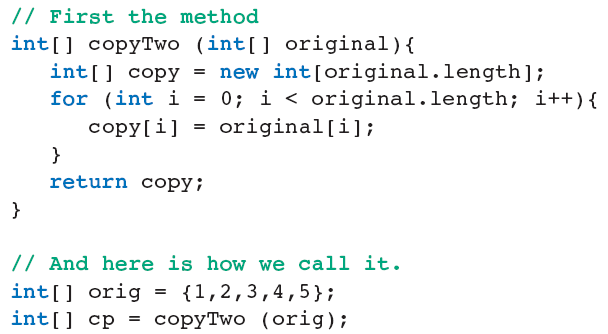 // First the method
int[] copyTwo (int[] original){
   int[] copy = new int[original.length];
   for (int i = 0; i < original.length; i++){
      copy[i] = original[i];
   }
   return copy;
}

// And here is how we call it.
int[] orig = {1,2,3,4,5};
int[] cp = copyTwo (orig);